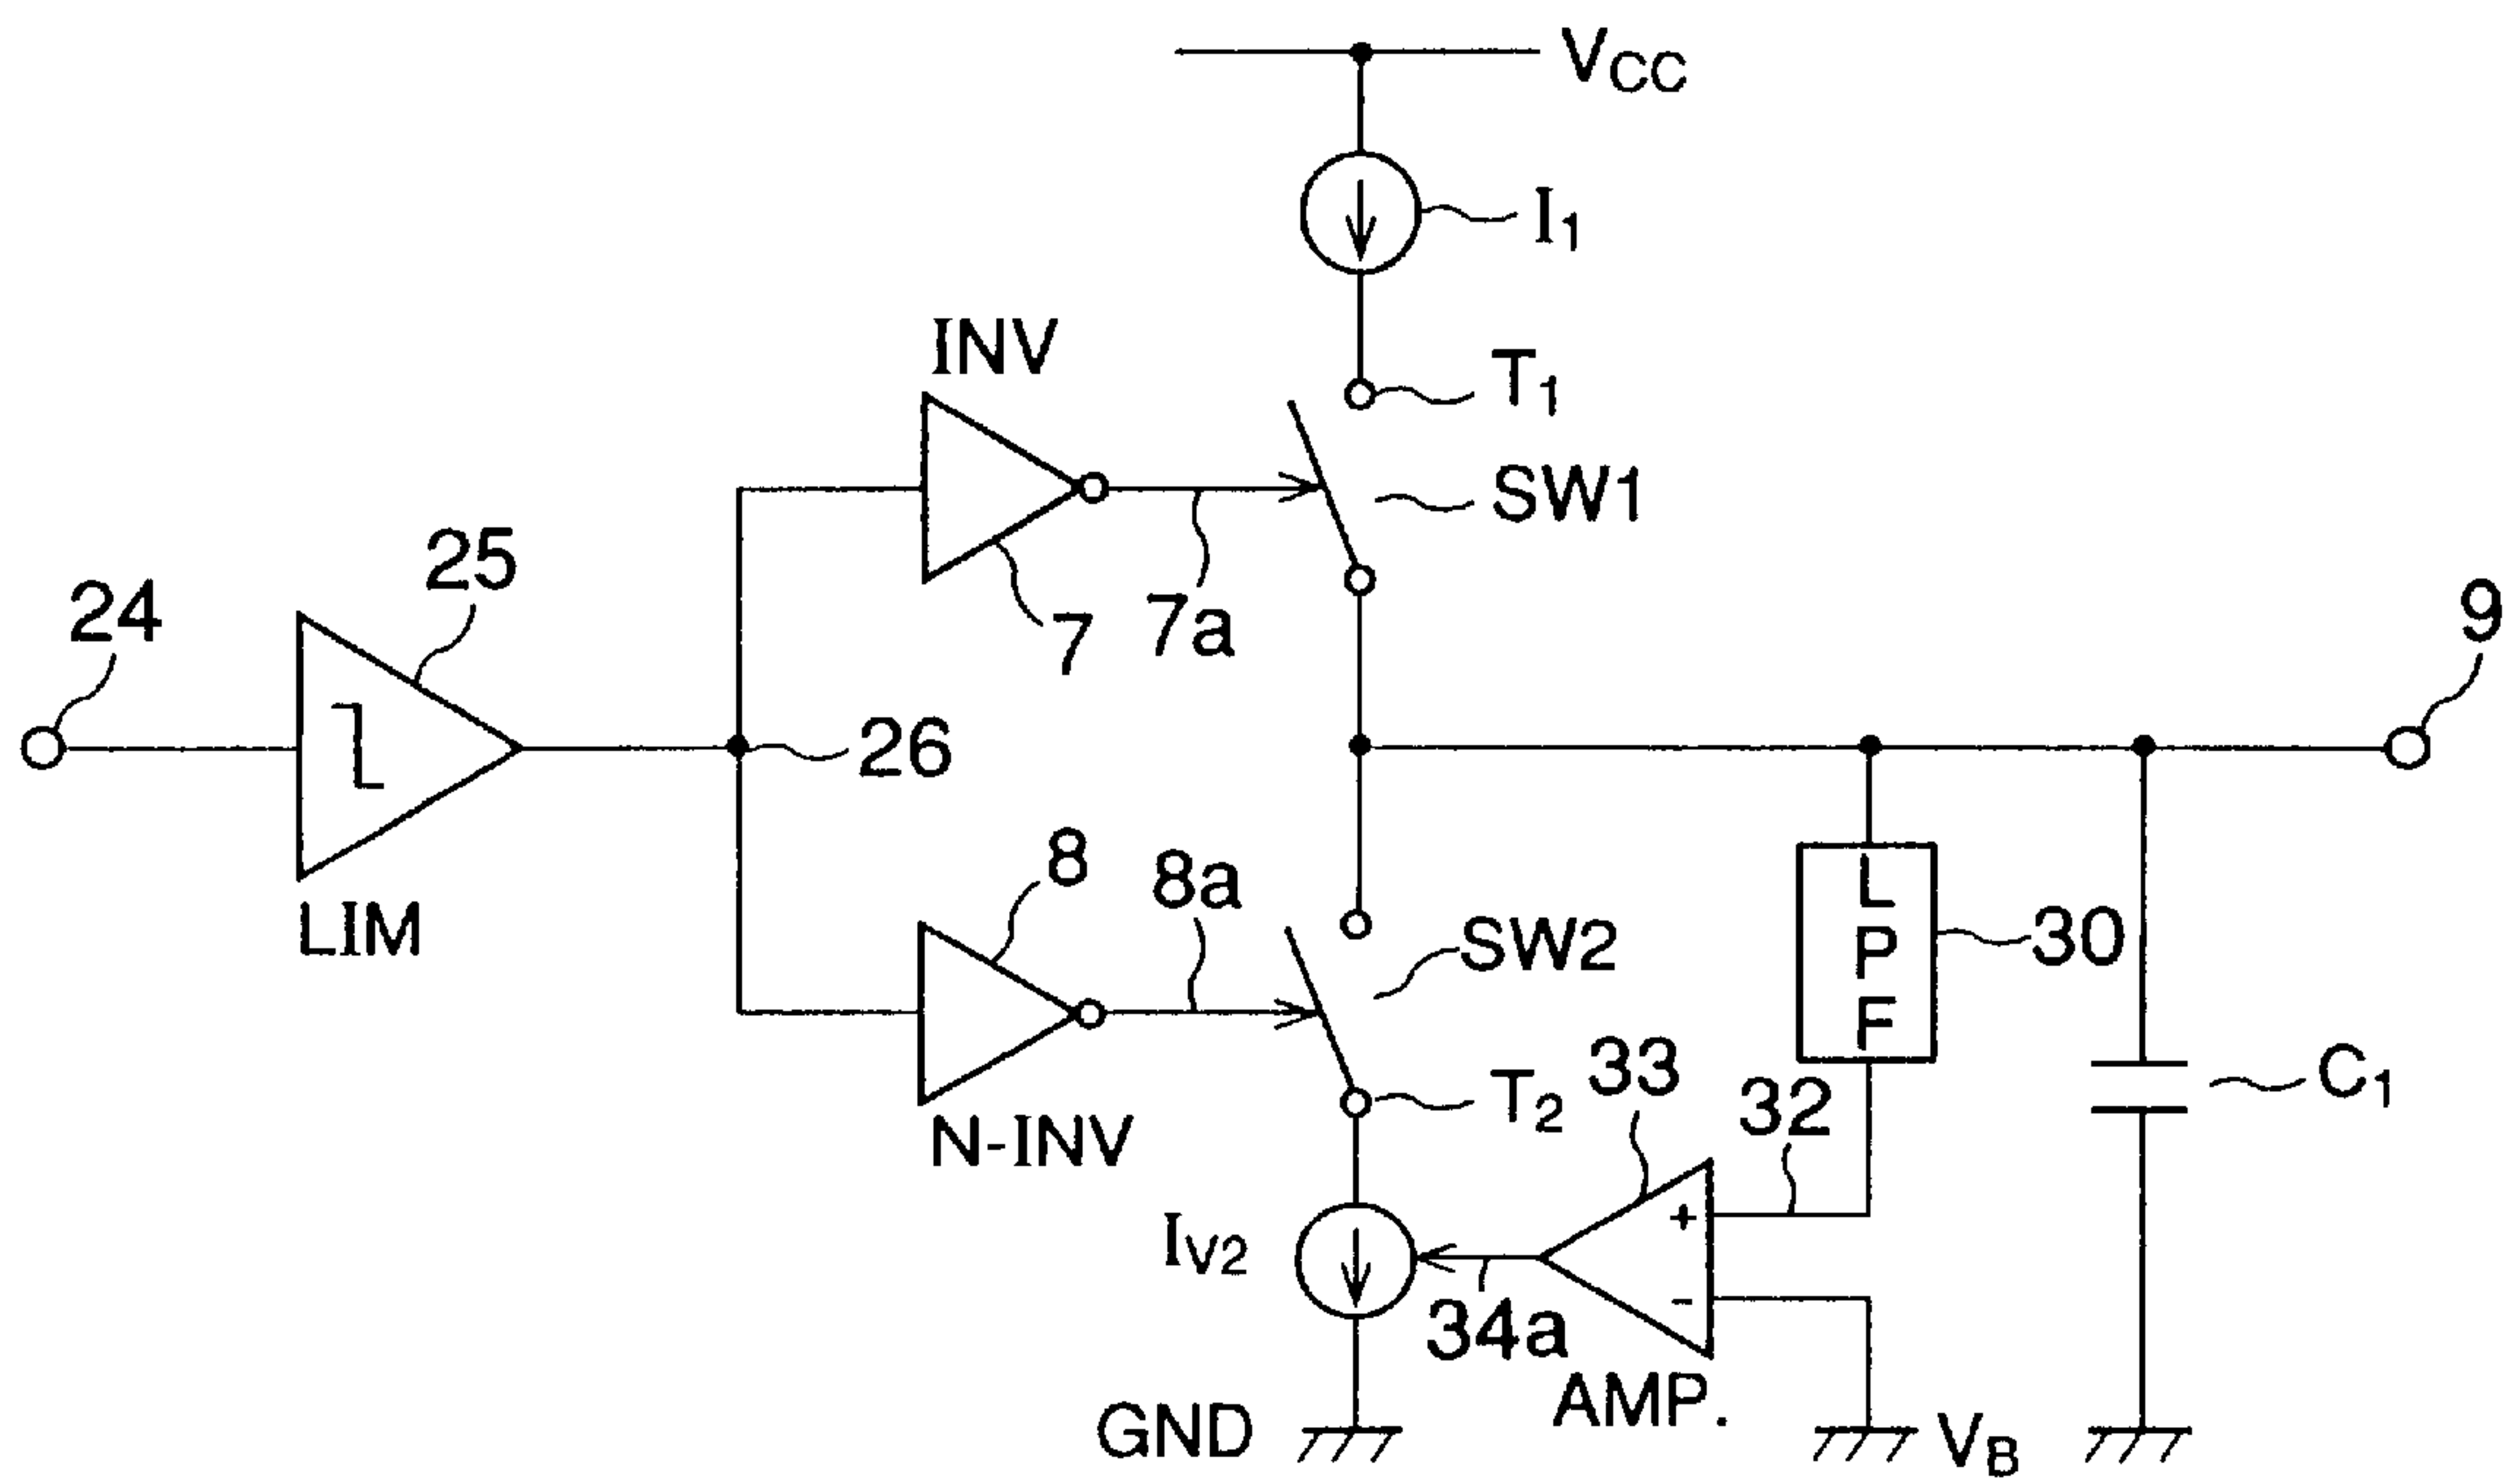 VCC
I1
INV
T1
SW1
25
24
7
7a
9
26
8
8a
SW2
LPF
30
LIM
33
32
C1
T2
N-INV
+
IV2
-
34a
AMP.
GND
VB